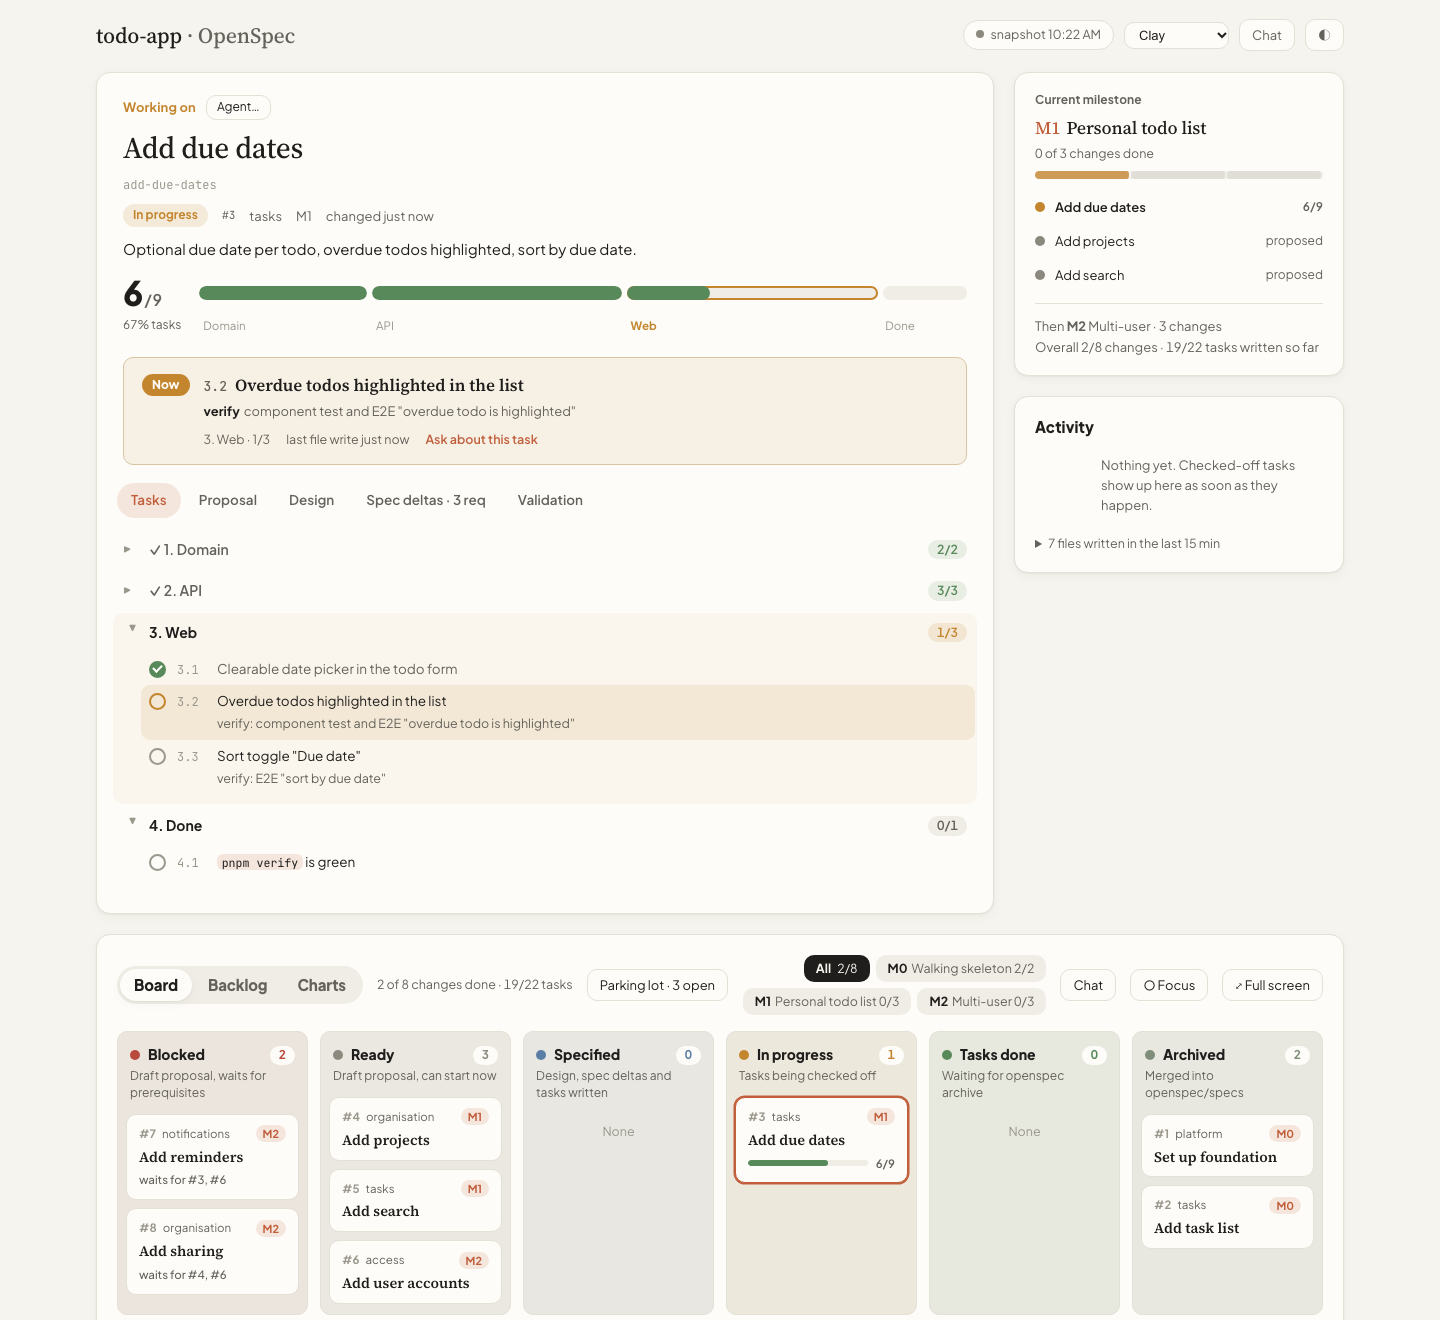 todo-app · OpenSpec
snapshot 10:22 AM
Clay
Chat
Working on
Agent…
Add due dates
add-due-dates
In progress #3 tasks M1 changed just now
Optional due date per todo, overdue todos highlighted, sort by due date.
6/9
67% tasks
Domain
API
Web
Done
Now
3.2 Overdue todos highlighted in the list
verify component test and E2E "overdue todo is highlighted"
3. Web · 1/3 last file write just now Ask about this task
Tasks
Proposal
Design
Spec deltas · 3 req
Validation
✓ 1. Domain 2/2
✓ 2. API 3/3
3. Web 1/3
3.1 Clearable date picker in the todo form
3.2 Overdue todos highlighted in the list
verify: component test and E2E "overdue todo is highlighted"
3.3 Sort toggle "Due date"
verify: E2E "sort by due date"
4. Done 0/1
4.1 pnpm verify is green
Current milestone
M1 Personal todo list
0 of 3 changes done
Add due dates 6/9
Add projects proposed
Add search proposed
Then M2 Multi-user · 3 changes
Overall 2/8 changes · 19/22 tasks written so far
Activity
Nothing yet. Checked-off tasks
show up here as soon as they
happen.
7 files written in the last 15 min
Board
Backlog
Charts
2 of 8 changes done · 19/22 tasks
Parking lot · 3 open
All 2/8
M0 Walking skeleton 2/2
M1 Personal todo list 0/3
M2 Multi-user 0/3
Chat
Focus
Full screen
Blocked 2
Draft proposal, waits for
prerequisites
#7 notifications M2
Add reminders
waits for #3, #6
#8 organisation M2
Add sharing
waits for #4, #6
Ready 3
Draft proposal, can start now
#4 organisation M1
Add projects
#5 tasks M1
Add search
#6 access M2
Add user accounts
Specified 0
Design, spec deltas and
tasks written
None
In progress 1
Tasks being checked off
#3 tasks M1
Add due dates
6/9
Tasks done 0
Waiting for openspec
archive
None
Archived 2
Merged into
openspec/specs
#1 platform M0
Set up foundation
#2 tasks M0
Add task list